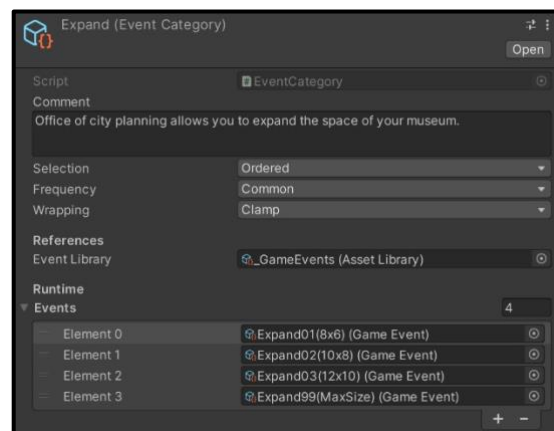 Expand (Event Category)
Open
Script EventCategory
Comment
Office of city planning allows you to expand the space of your museum.
Selection Ordered
Frequency Common
Wrapping Clamp
References
Event Library _GameEvents (Asset Library)
Runtime
Events 4
Element 0 Expand01(8x6) (Game Event)
Element 1 Expand02(10x8) (Game Event)
Element 2 Expand03(12x10) (Game Event)
Element 3 Expand99(MaxSize) (Game Event)
+ −